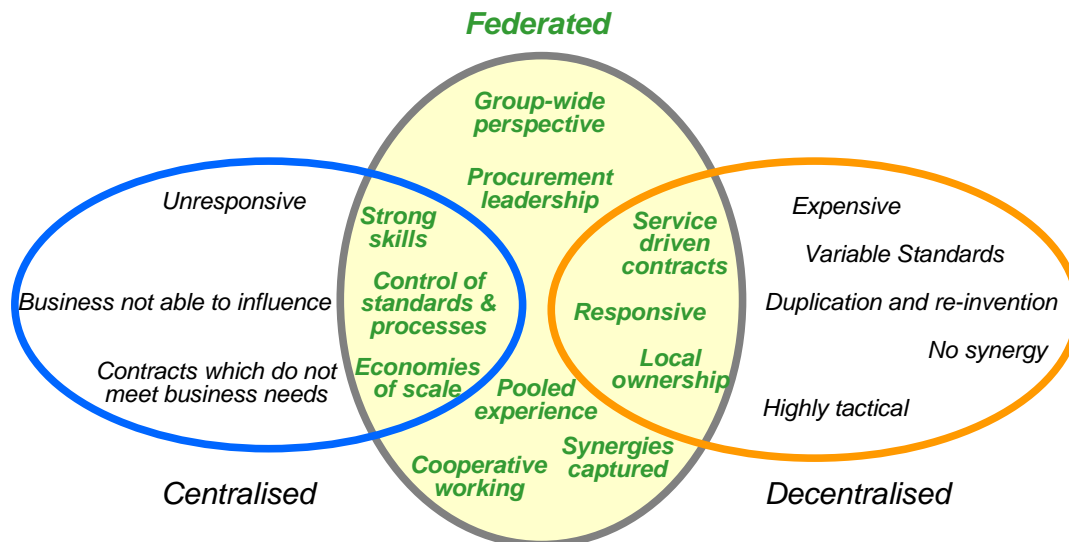 Federated
Group-wide
perspective
Procurement
leadership
Unresponsive
Strong
skills
Service
driven
contracts
Expensive
Variable Standards
Business not able to influence
Control of
standards &
processes
Responsive
Duplication and re-invention
No synergy
Contracts which do not
meet business needs
Economies
of scale
Pooled
experience
Local
ownership
Highly tactical
Cooperative
working
Synergies
captured
Centralised
Decentralised